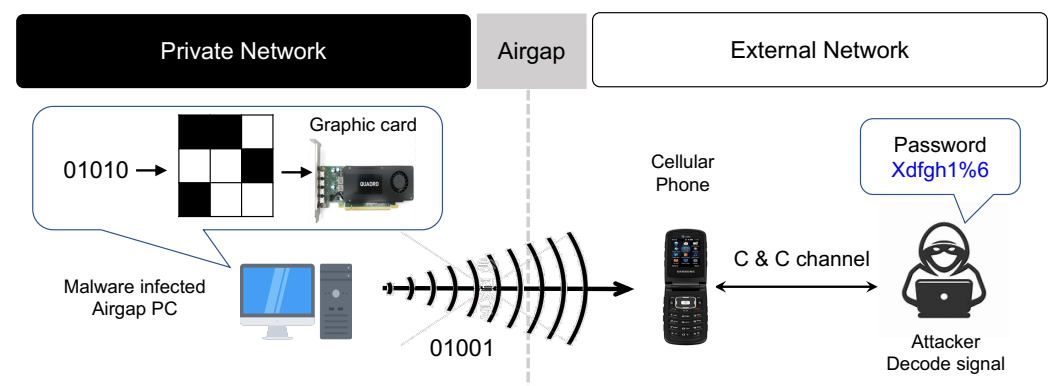 Private Network
Airgap
External Network
01010
Graphic card
QUADRO
Malware infected
Airgap PC
01001
Cellular
Phone
SAMSUNG
C & C channel
Password
Xdfgh1%6
Attacker
Decode signal